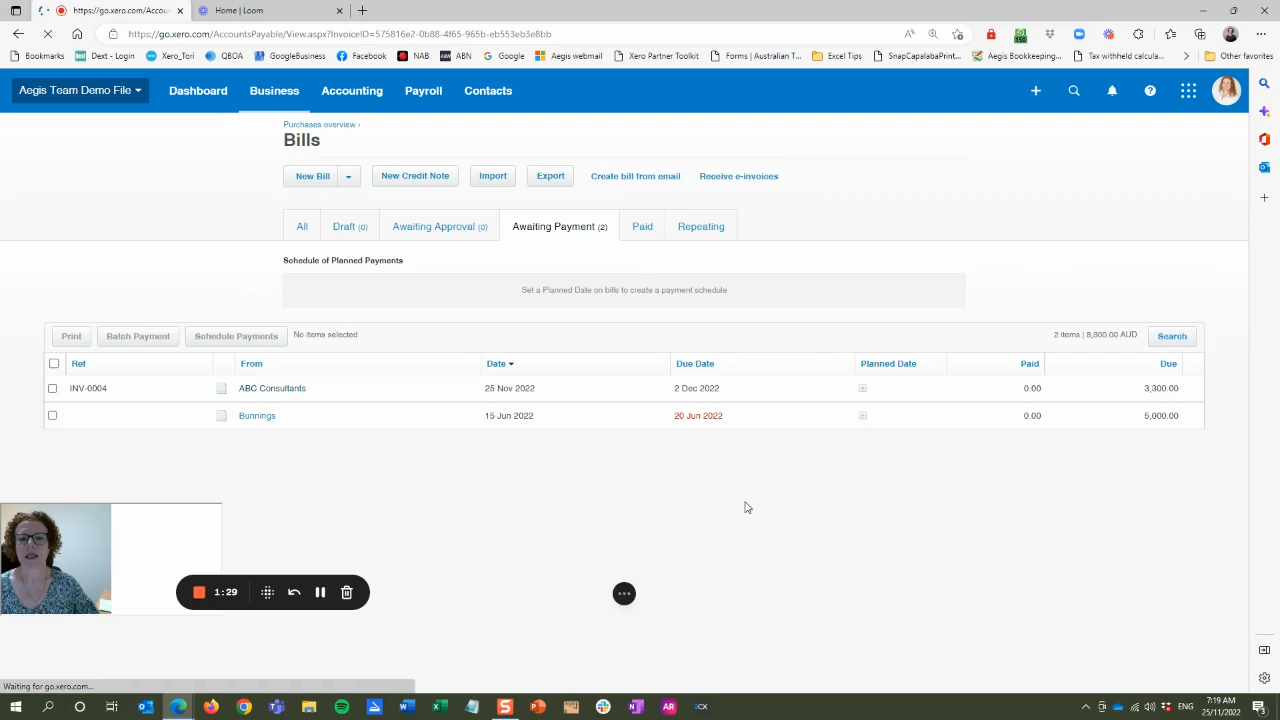 https://go.xero.com/Accou
Home | Loom
https://go.xero.com/AccountsPayable/View.aspx?InvoiceID=575816e2-0b88-4f65-965b-eb553eb3e8bb
Dext - Login
Xero_Tori
QBOA
GoogleBusiness
Facebook
NAB
ABN
Google
Aegis webmail
Xero Partner Toolkit
Forms | Australian T...
Excel Tips
SnapCapabelaPaint...
Aegis Bookkeeping...
Tax withheld calcula...
Other favorites
Aegis Team Demo File
Dashboard
Business
Accounting
Payroll
Contacts
Purchases overview ›
Bills
New Bill
New Credit Note
Import
Export
Create bill from email
Receive e-invoices
All
Draft (0)
Awaiting Approval (0)
Awaiting Payment (2)
Paid
Repeating
Schedule of Planned Payments
Set a Planned Date on bills to create a payment schedule
Print
Batch Payment
Schedule Payments
No items selected
2 items | 8,300.00 AUD
Search
Ref
From
Date
Due Date
Planned Date
Paid
Due
INV-0004
ABC Consultants
25 Nov 2022
2 Dec 2022
0.00
3,300.00
Bunnings
15 Jun 2022
20 Jun 2022
0.00
5,000.00
1:29
Waiting for go.xero.com...
7:19 AM
25/11/2022